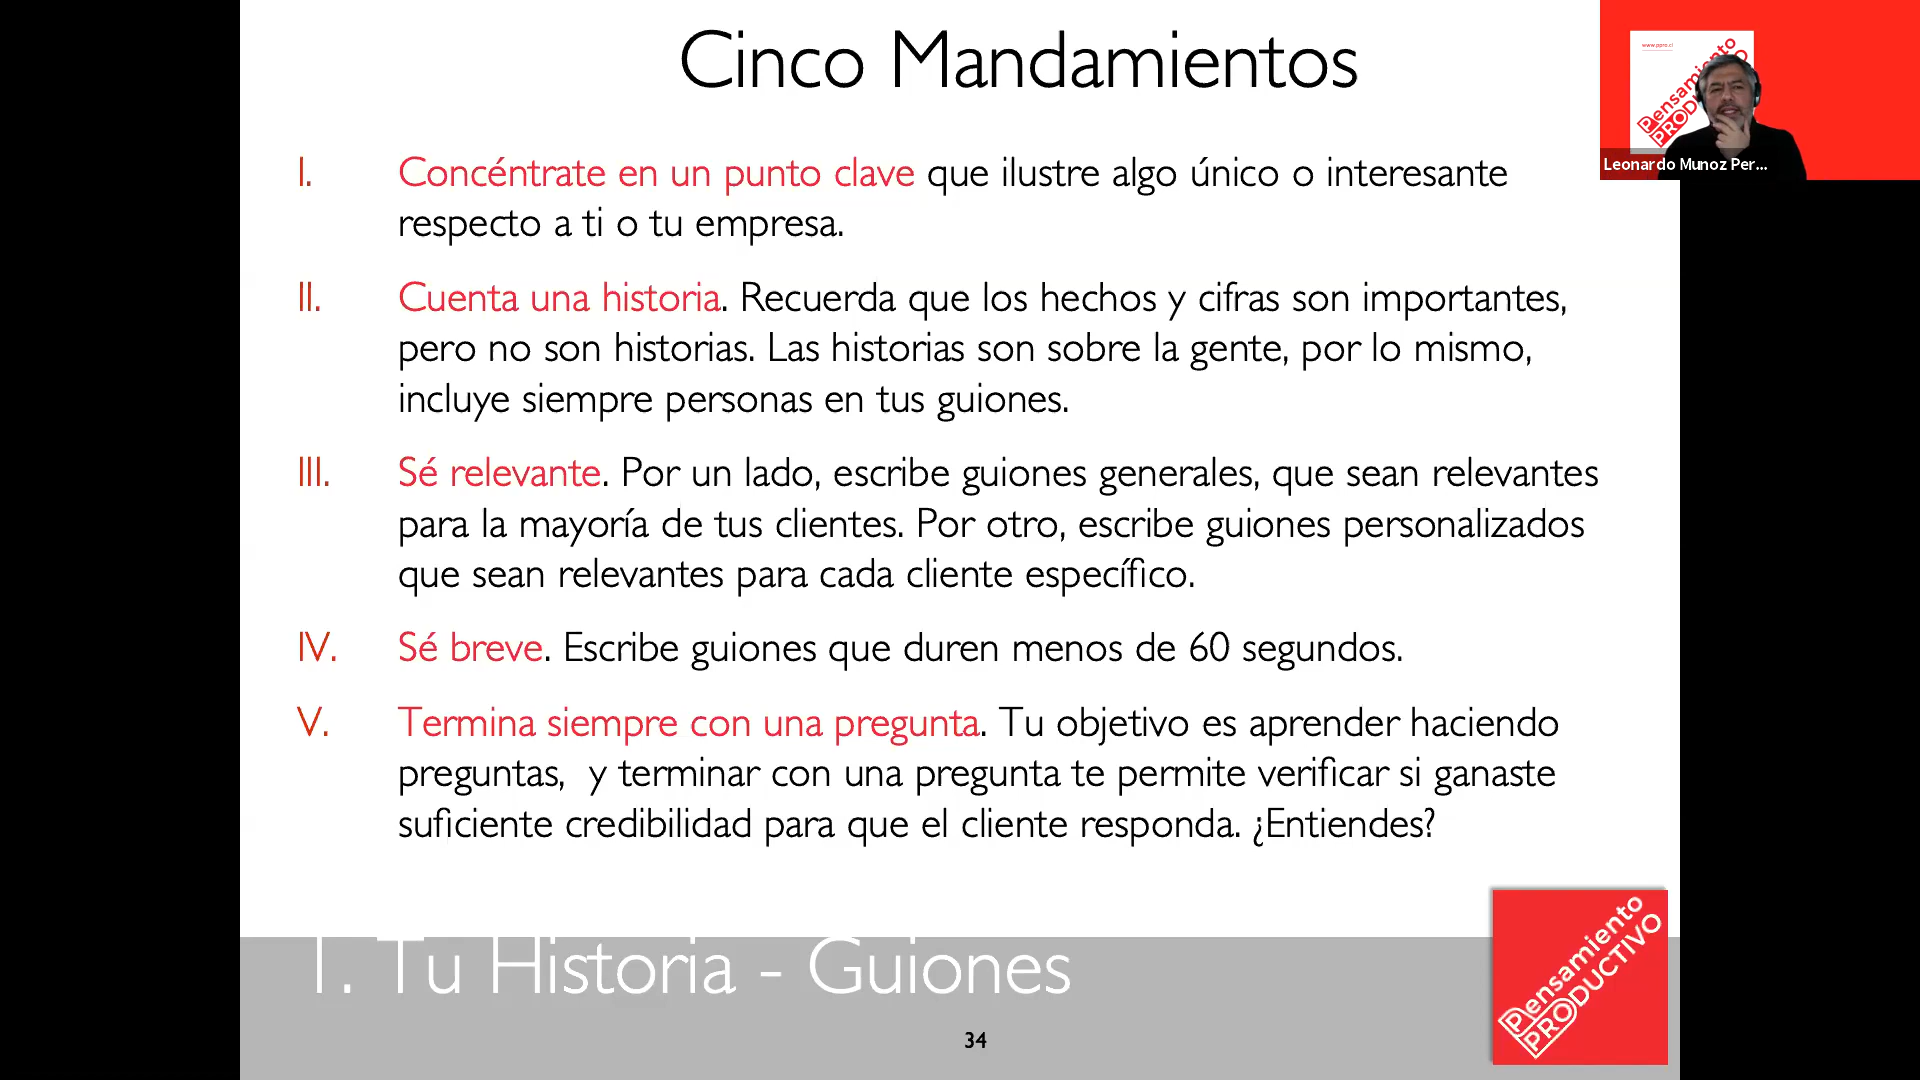 Cinco Mandamientos
www.ppro.cl
Leonardo Munoz Per...
I. Concéntrate en un punto clave que ilustre algo único o interesante
respecto a ti o tu empresa.
II. Cuenta una historia. Recuerda que los hechos y cifras son importantes,
pero no son historias. Las historias son sobre la gente, por lo mismo,
incluye siempre personas en tus guiones.
III. Sé relevante. Por un lado, escribe guiones generales, que sean relevantes
para la mayoría de tus clientes. Por otro, escribe guiones personalizados
que sean relevantes para cada cliente específico.
IV. Sé breve. Escribe guiones que duren menos de 60 segundos.
V. Termina siempre con una pregunta. Tu objetivo es aprender haciendo
preguntas, y terminar con una pregunta te permite verificar si ganaste
suficiente credibilidad para que el cliente responda. ¿Entiendes?
1. Tu Historia - Guiones
34
Pensamiento
PRODUCTIVO